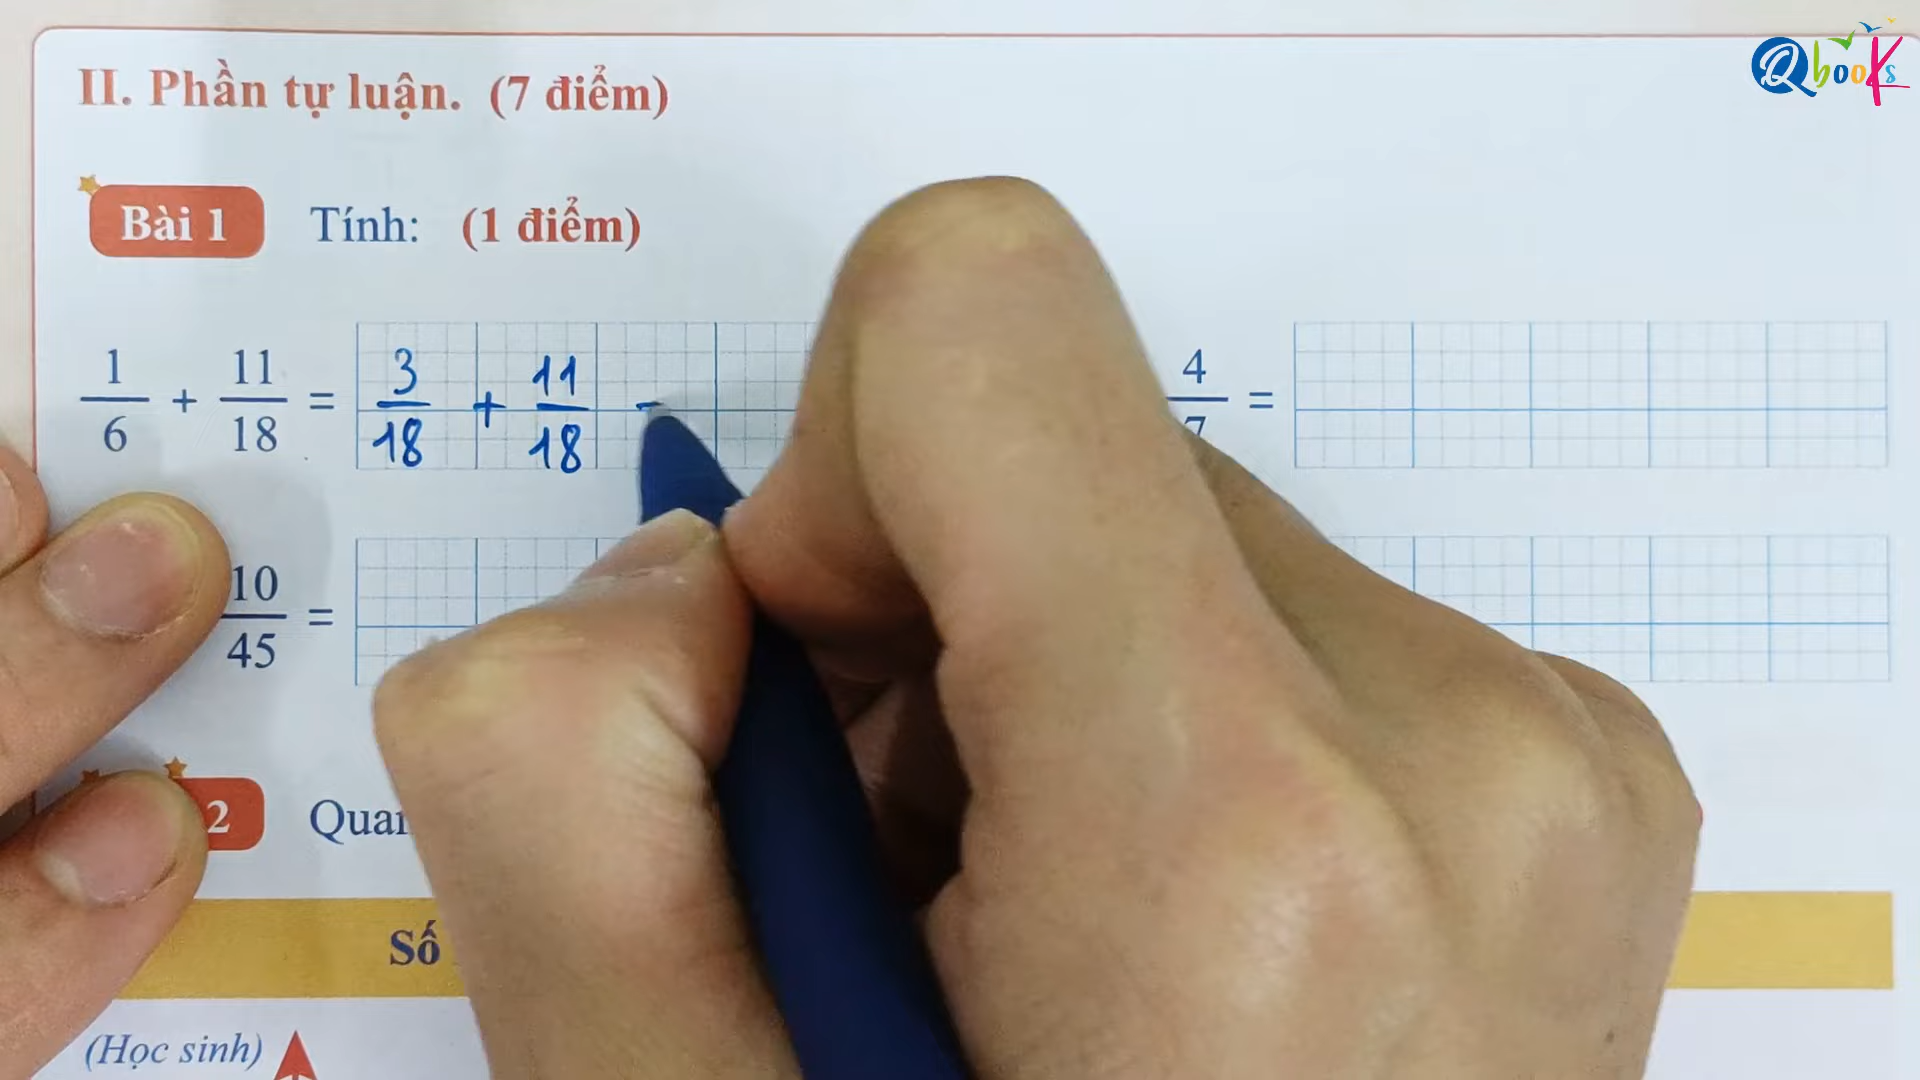 Qbooks
II. Phần tự luận. (7 điểm)
Bài 1 Tính: (1 điểm)
1/6 + 11/18 = 3/18 + 11/18
4/7 =
10/45 =
2
Số
(Học sinh)